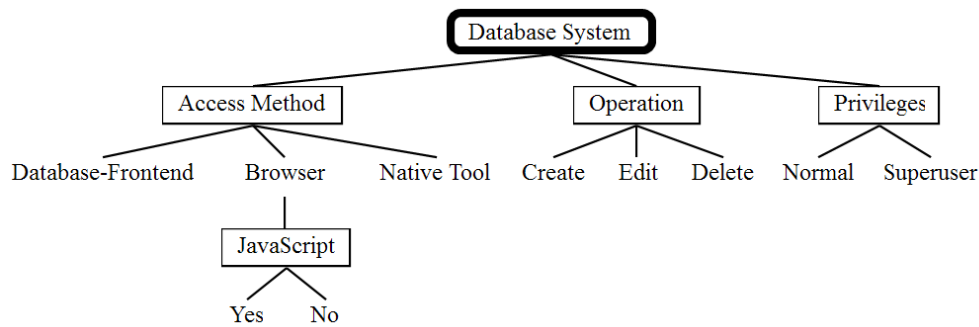 Database System
Access Method Operation Privileges
Database-Frontend Browser Native Tool Create Edit Delete Normal Superuser
JavaScript
Yes No